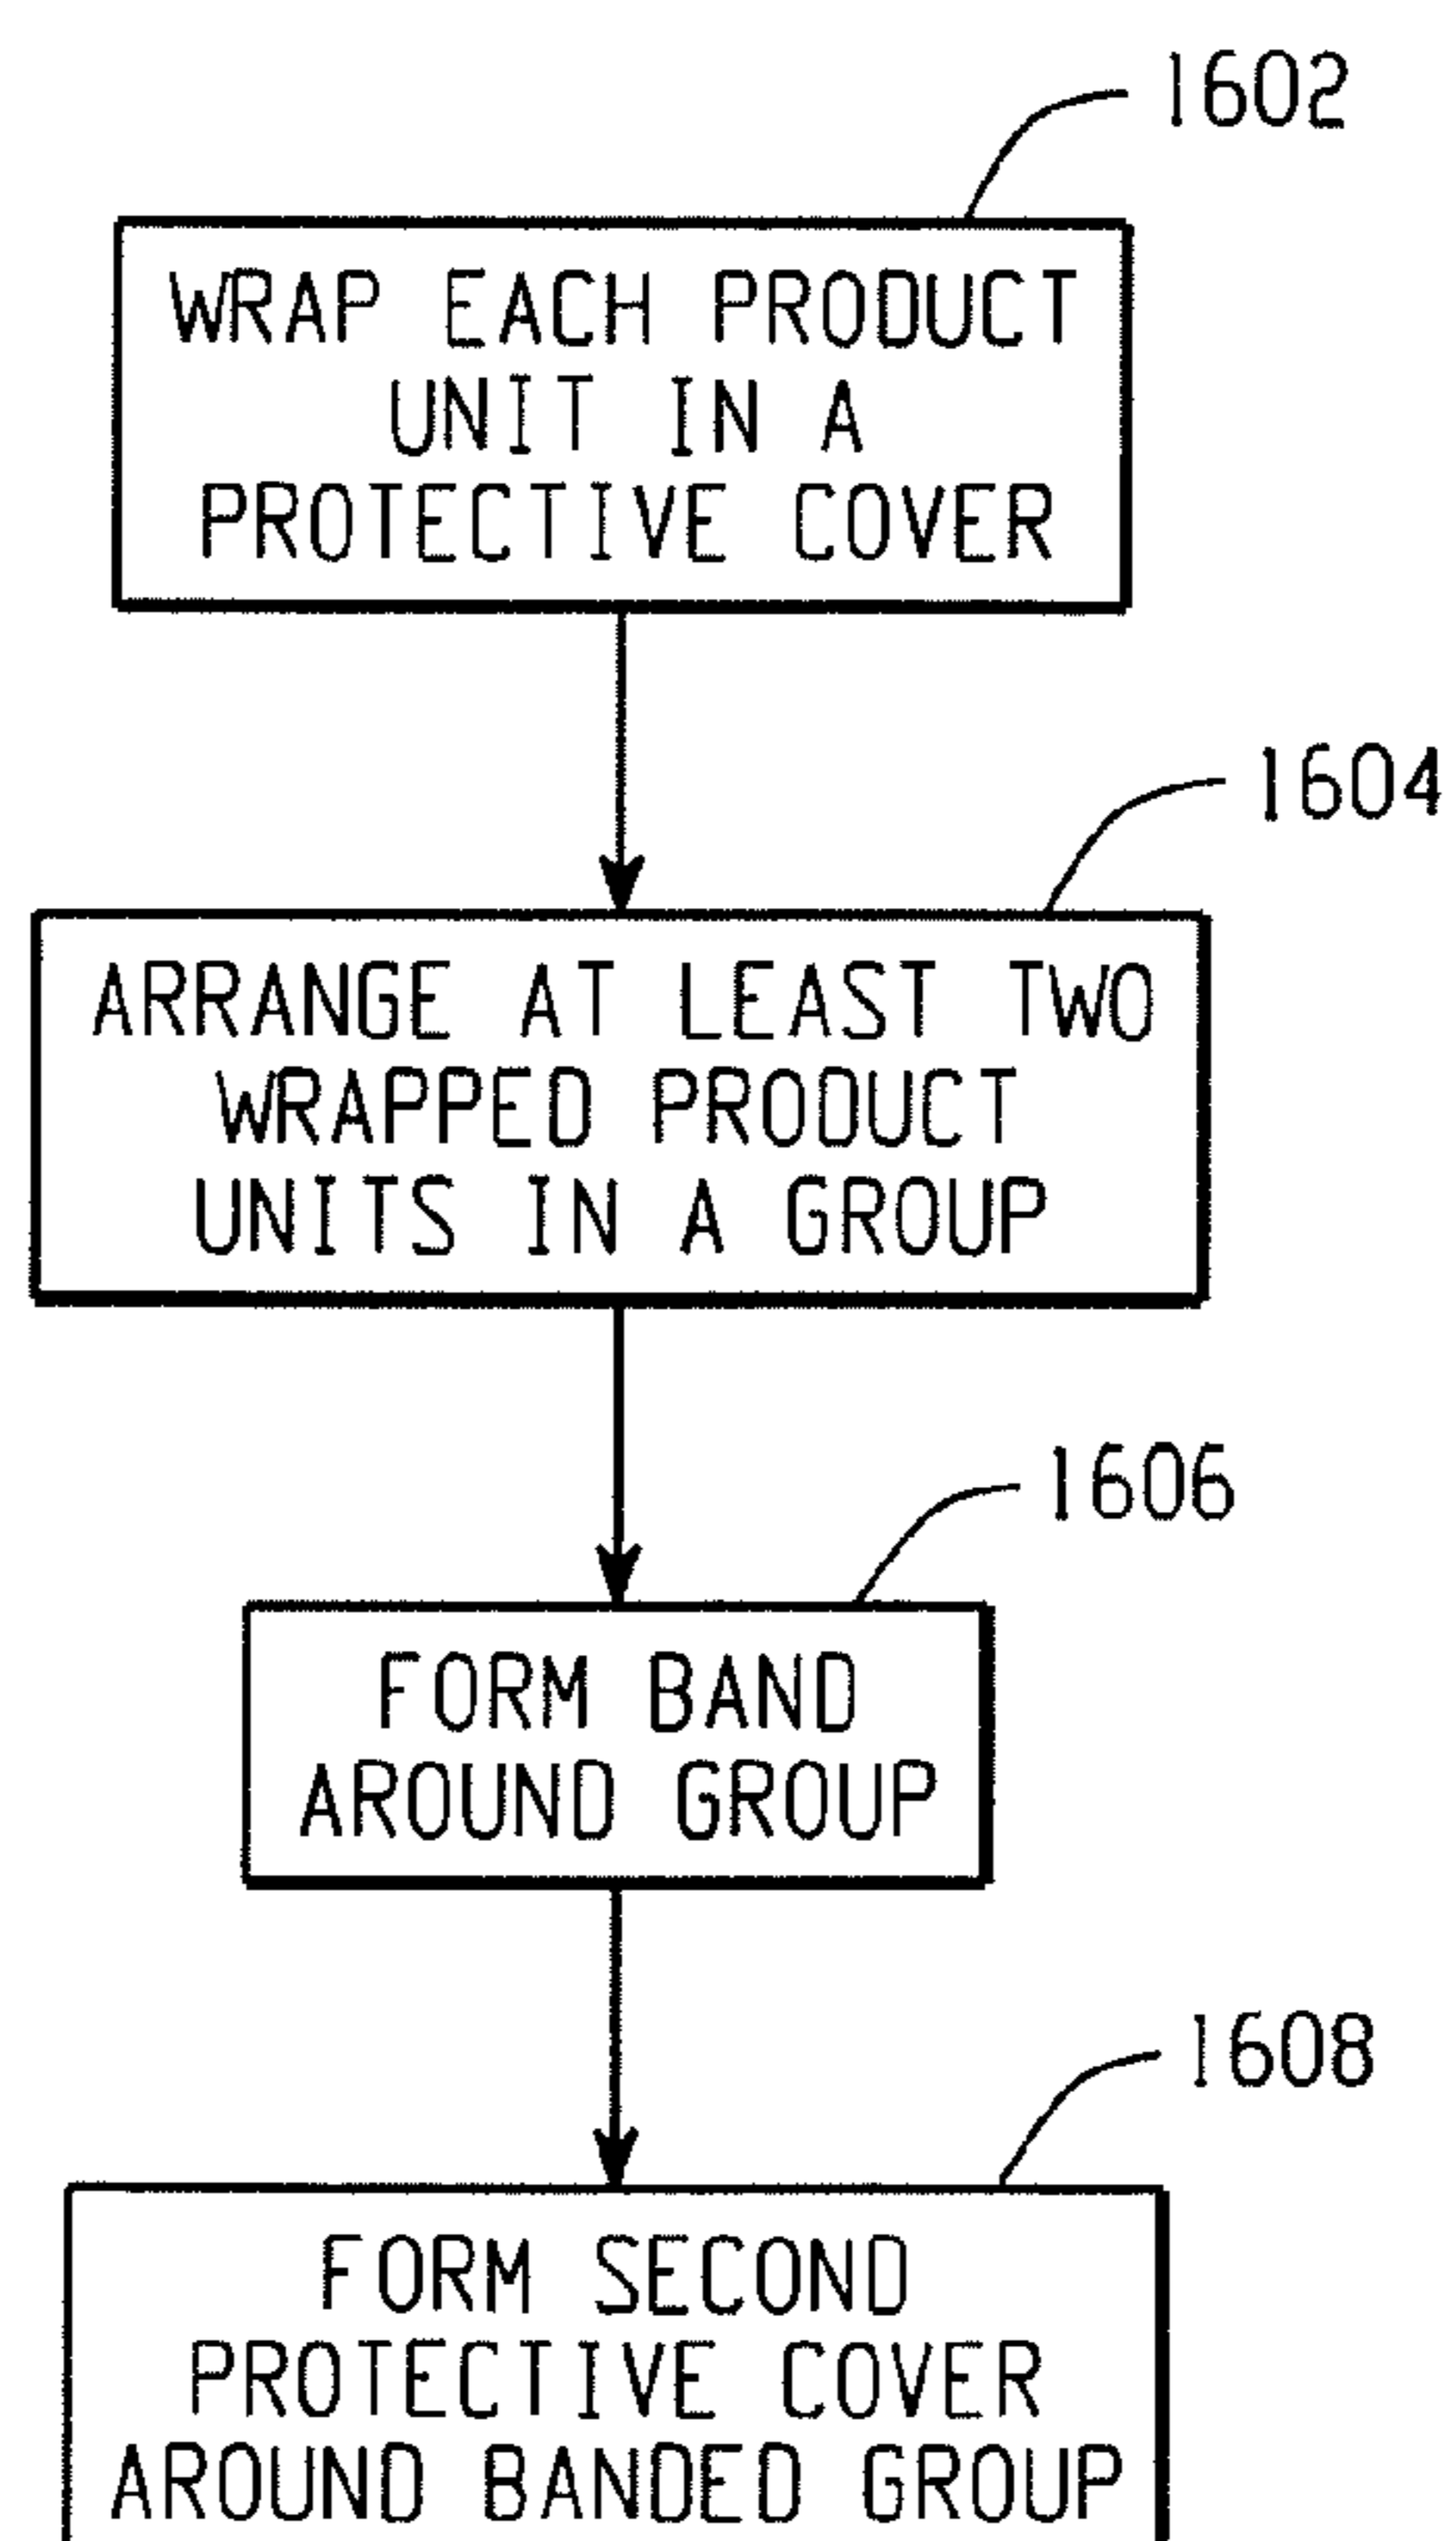 1602
WRAP EACH PRODUCT
UNIT IN A
PROTECTIVE COVER
1604
ARRANGE AT LEAST TWO
WRAPPED PRODUCT
UNITS IN A GROUP
1606
FORM BAND
AROUND GROUP
1608
FORM SECOND
PROTECTIVE COVER
AROUND BANDED GROUP